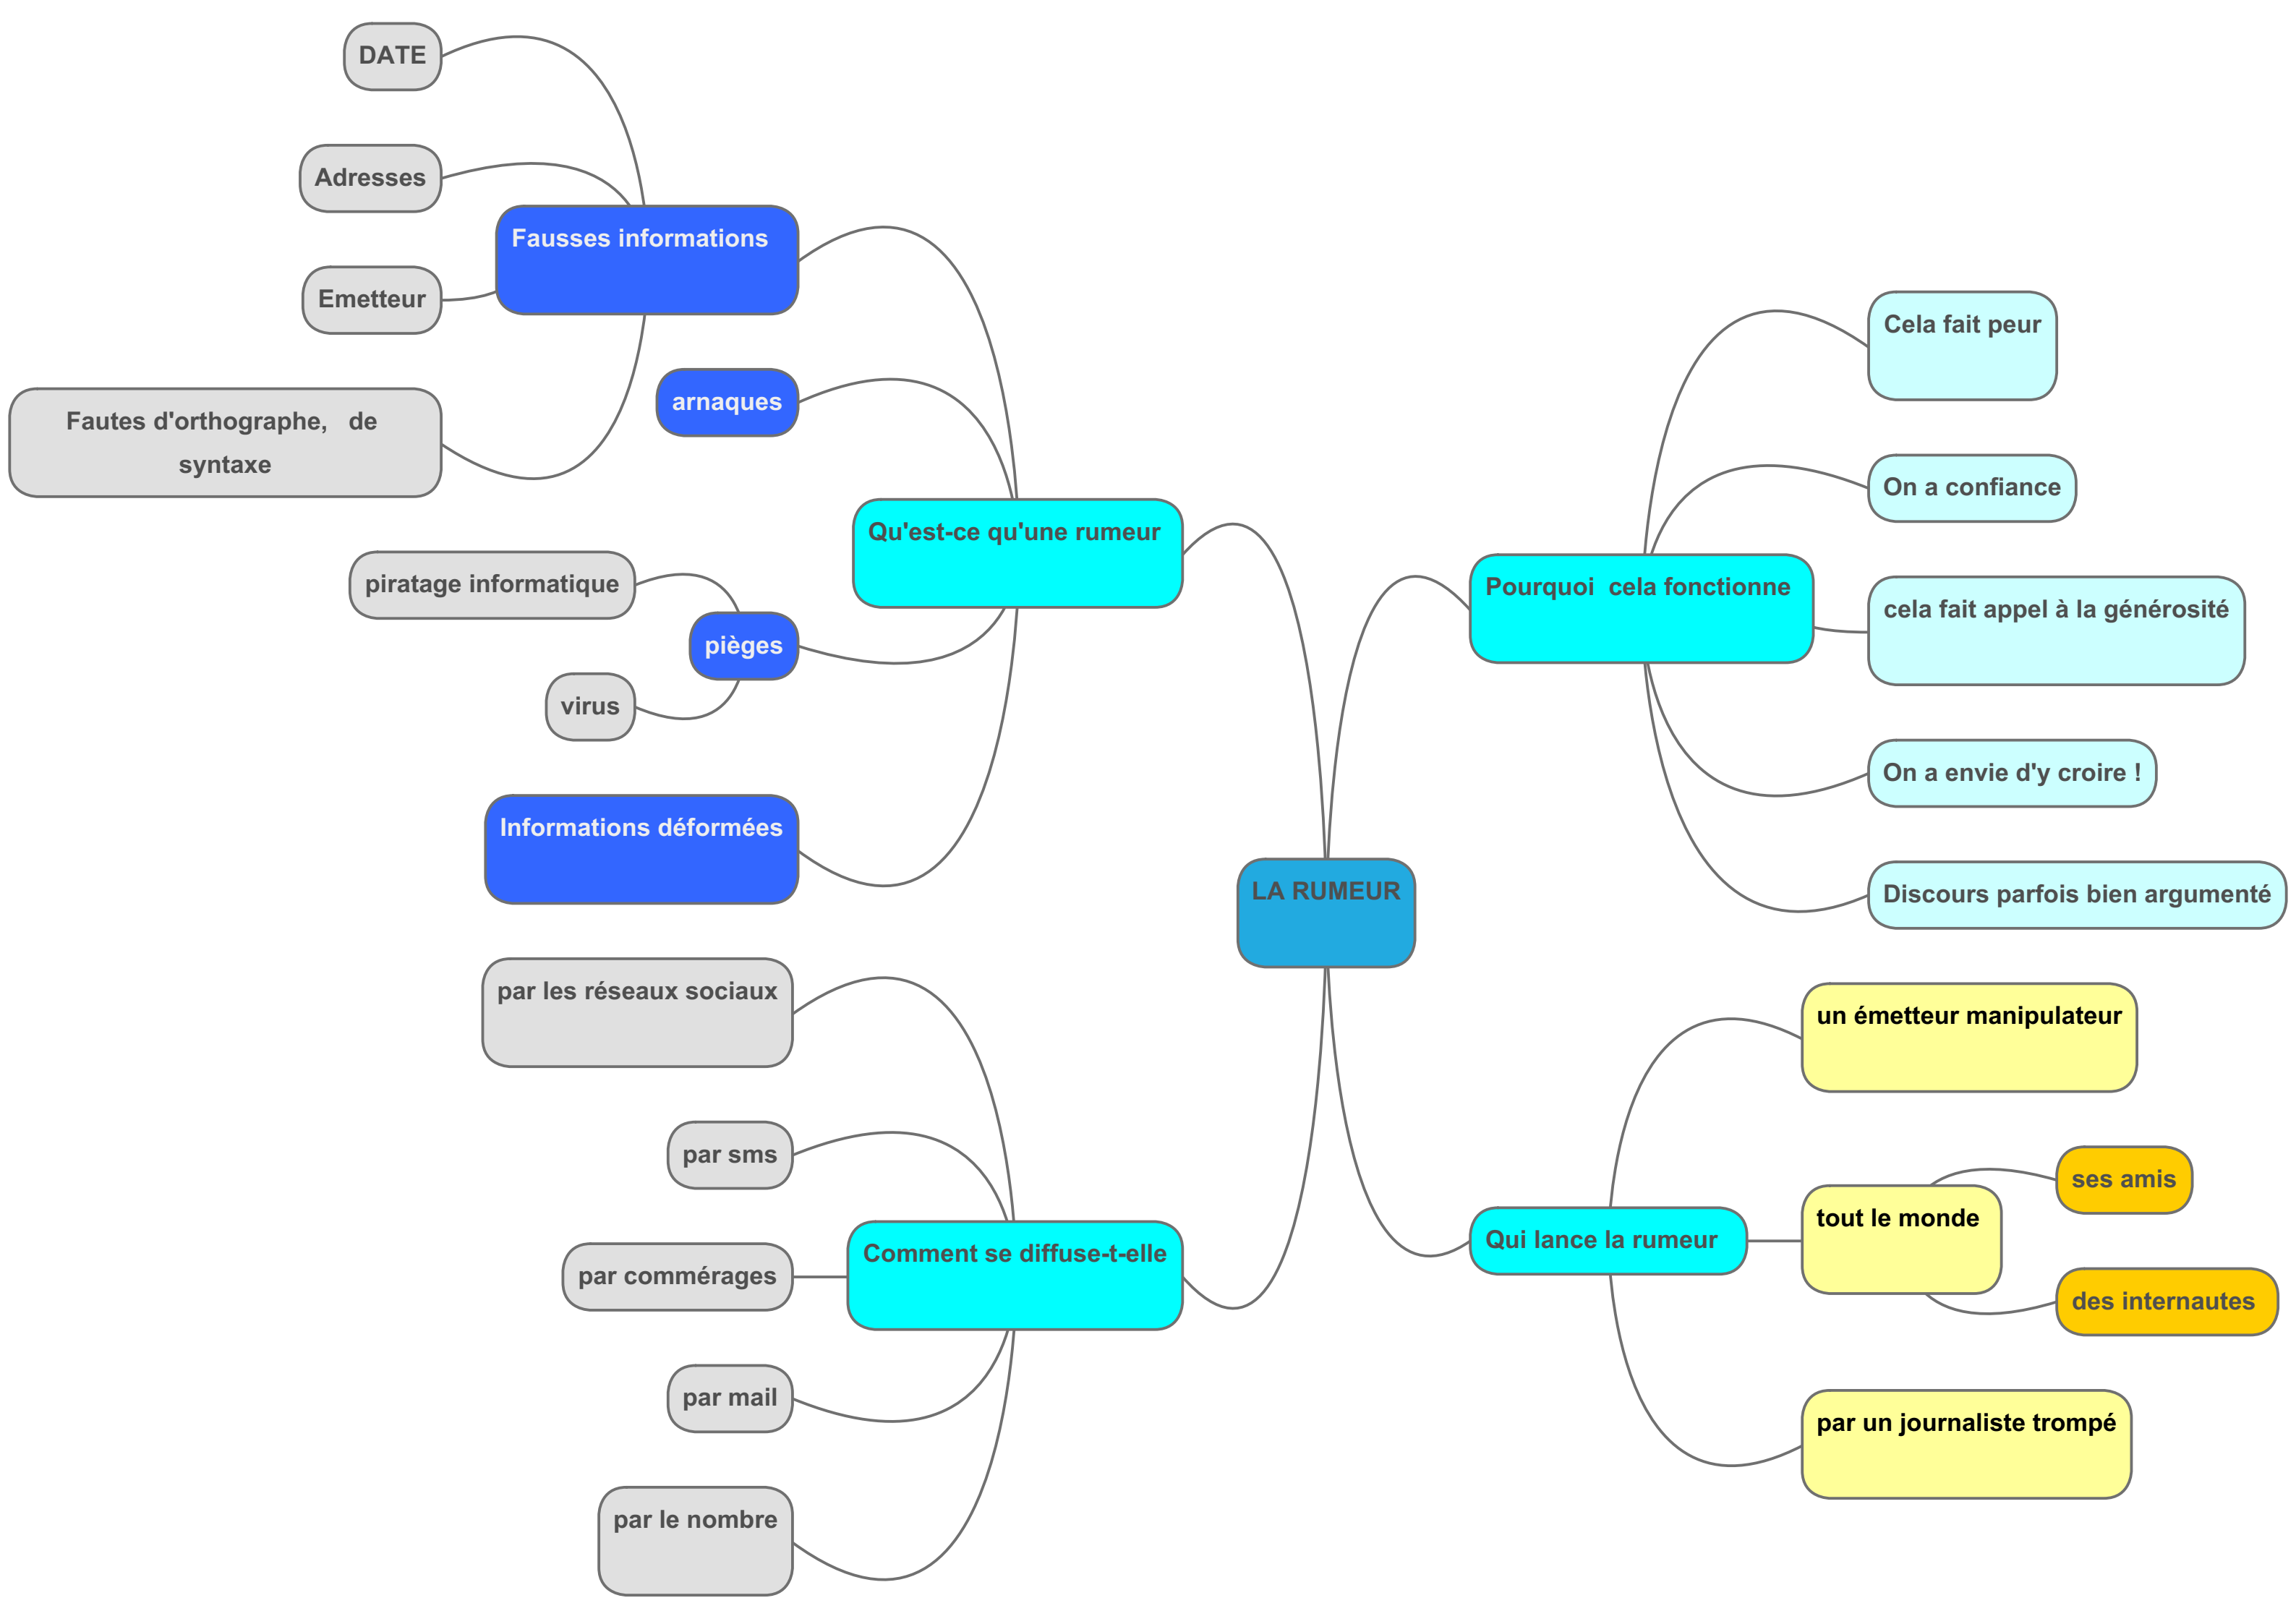 DATE
Adresses
Emetteur
Fautes d'orthographe, de
syntaxe
Fausses informations
arnaques
piratage informatique
virus
pièges
Informations déformées
Qu'est-ce qu'une rumeur
par les réseaux sociaux
par sms
par commérages
par mail
par le nombre
Comment se diffuse-t-elle
LA RUMEUR
Pourquoi cela fonctionne
Cela fait peur
On a confiance
cela fait appel à la générosité
On a envie d'y croire !
Discours parfois bien argumenté
Qui lance la rumeur
un émetteur manipulateur
tout le monde
ses amis
des internautes
par un journaliste trompé